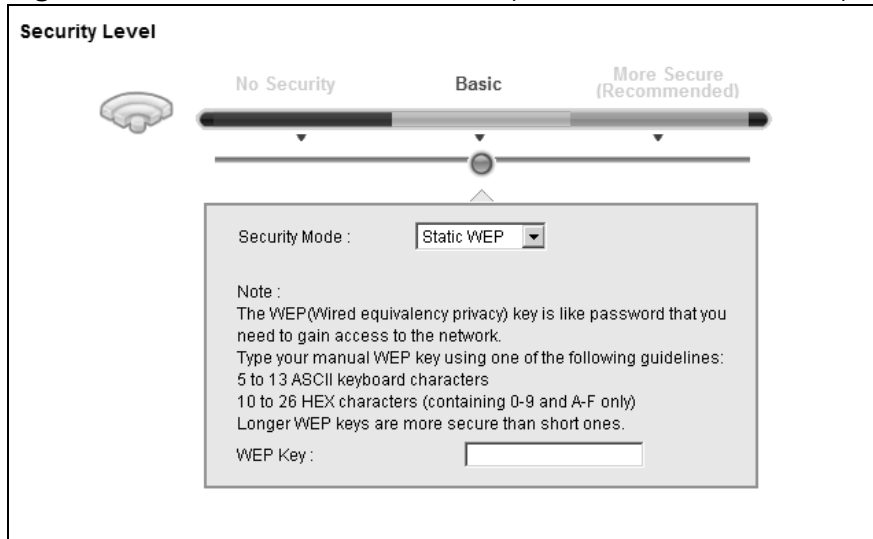 Security Level
No Security
Basic
More Secure
(Recommended)
Security Mode :
Static WEP
Note :
The WEP(Wired equivalency privacy) key is like password that you
need to gain access to the network.
Type your manual WEP key using one of the following guidelines:
5 to 13 ASCII keyboard characters
10 to 26 HEX characters (containing 0-9 and A-F only)
Longer WEP keys are more secure than short ones.
WEP Key :